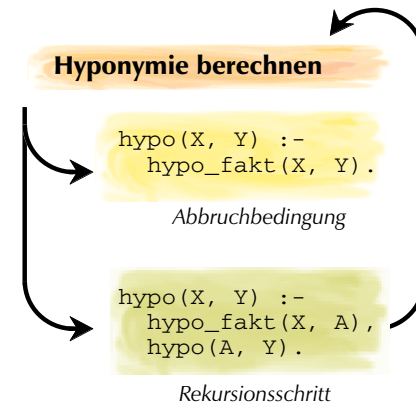 Hyponymie berechnen
hypo(X, Y) :-
hypo_fakt(X, Y).
Abbruchbedingung
hypo(X, Y) :-
hypo_fakt(X, A),
hypo(A, Y).
Rekursionsschritt